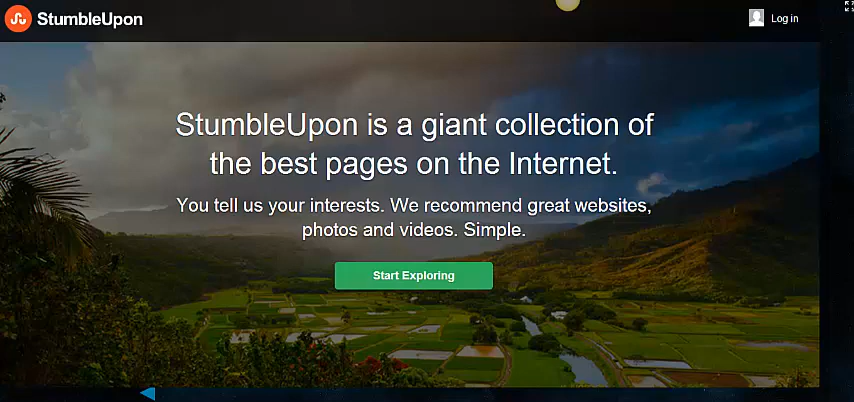 StumbleUpon
Log in
StumbleUpon is a giant collection of
the best pages on the Internet.
You tell us your interests. We recommend great websites,
photos and videos. Simple.
Start Exploring